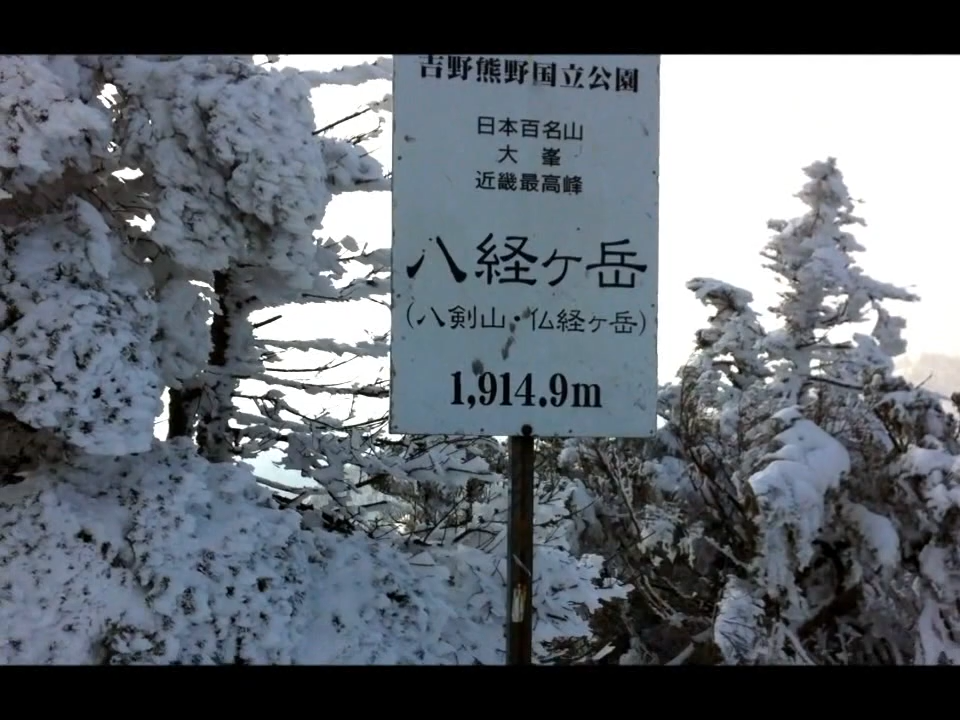 吉野熊野国立公園
日本百名山
大　峯
近畿最高峰
八経ヶ岳
(八剣山・仏経ヶ岳)
1,914.9m